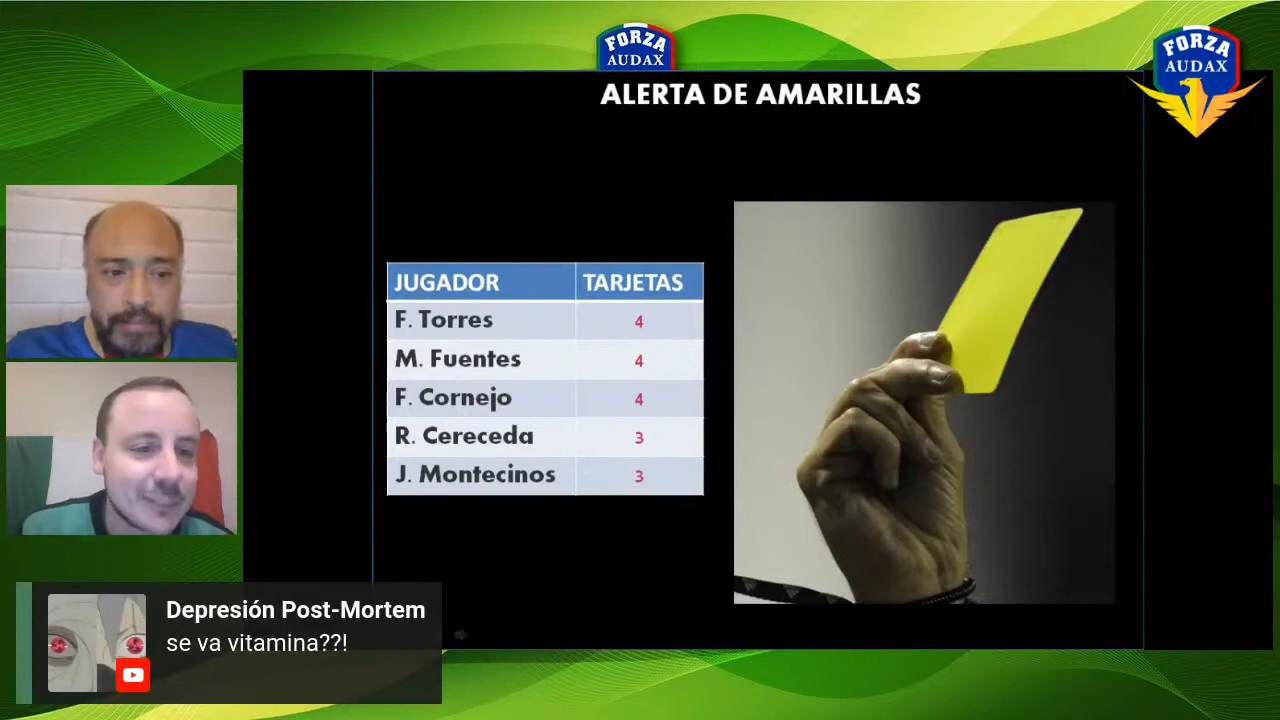 FORZA
AUDAX
FORZA
AUDAX
ALERTA DE AMARILLAS
JUGADOR TARJETAS
F. Torres 4
M. Fuentes 4
F. Cornejo 4
R. Cereceda 3
J. Montecinos 3
Depresión Post-Mortem
se va vitamina??!